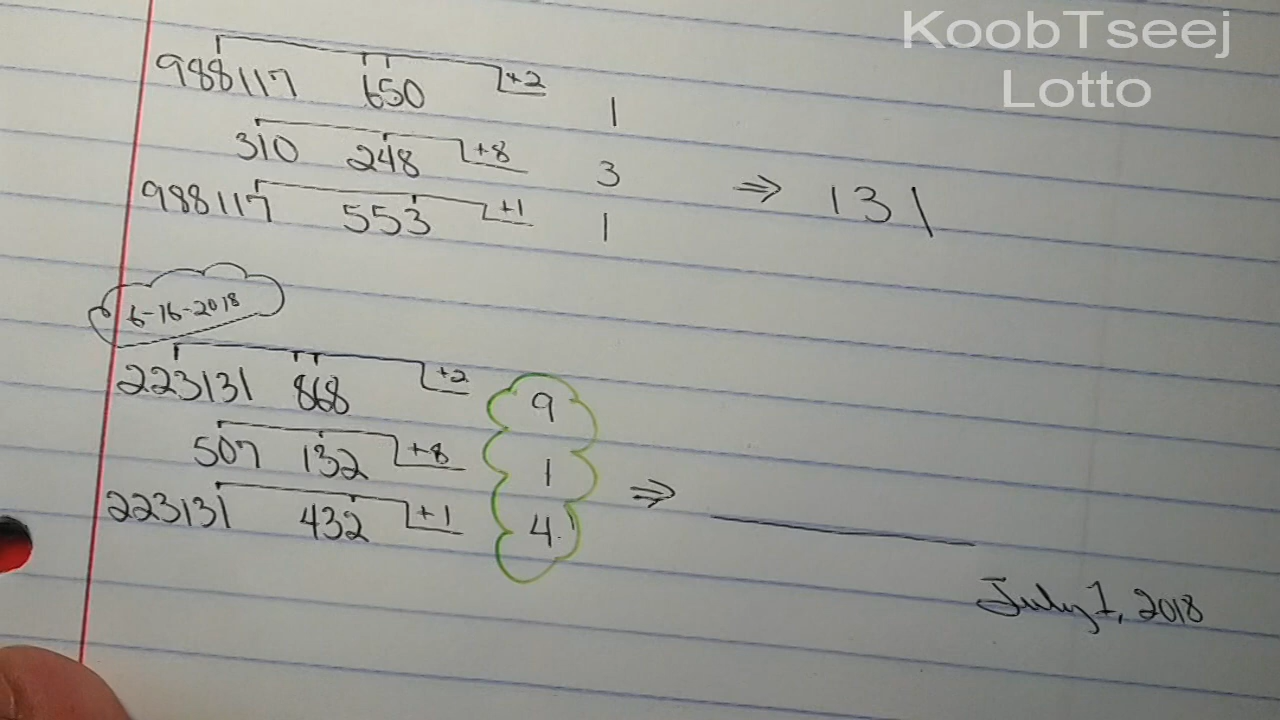 KoobTseej
Lotto
988117 650 +2 1
310 248 +8 3
⇒ 131
988117 553 +1 1
6-16-2018
223131 868 +2 9
507 132 +8 1
⇒
223131 432 +1 4
July 1, 2018